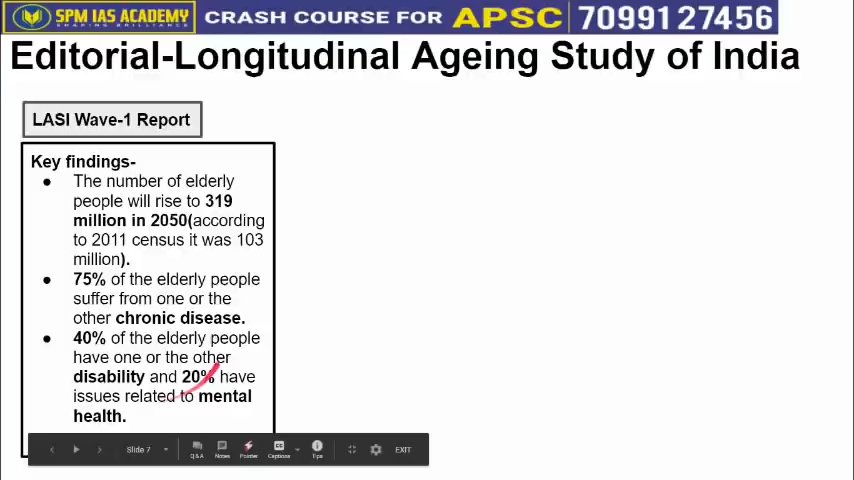 SPM IAS ACADEMY
SHARING BRILLIANCE
CRASH COURSE FOR APSC 7099127456
Editorial-Longitudinal Ageing Study of India
LASI Wave-1 Report
Key findings-
● The number of elderly
people will rise to 319
million in 2050(according
to 2011 census it was 103
million).
● 75% of the elderly people
suffer from one or the
other chronic disease.
● 40% of the elderly people
have one or the other
disability and 20% have
issues related to mental
health.
Slide 7
Q&A Notes Pointer Captions Tips EXIT